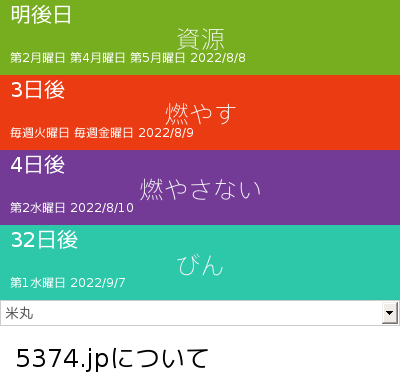 明後日
資源
第2月曜日 第4月曜日 第5月曜日 2022/8/8
3日後
燃やす
毎週火曜日 毎週金曜日 2022/8/9
4日後
燃やさない
第2水曜日 2022/8/10
32日後
びん
第1水曜日 2022/9/7
米丸
5374.jpについて